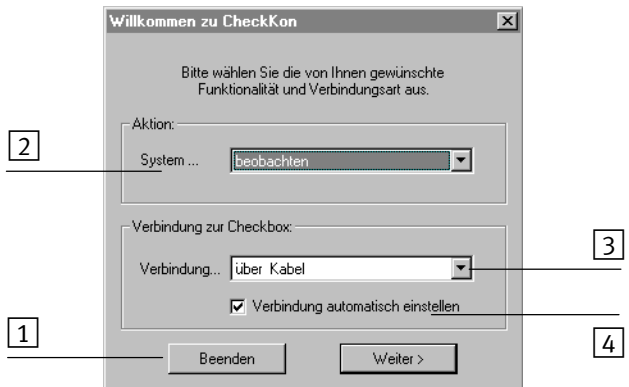 Willkommen zu CheckKon
Bitte wählen Sie die von Ihnen gewünschte
Funktionalität und Verbindungsart aus.
Aktion:
2
System ... beobachten
Verbindung zur Checkbox:
3
Verbindung... über Kabel
Verbindung automatisch einstellen
1
4
Beenden Weiter >